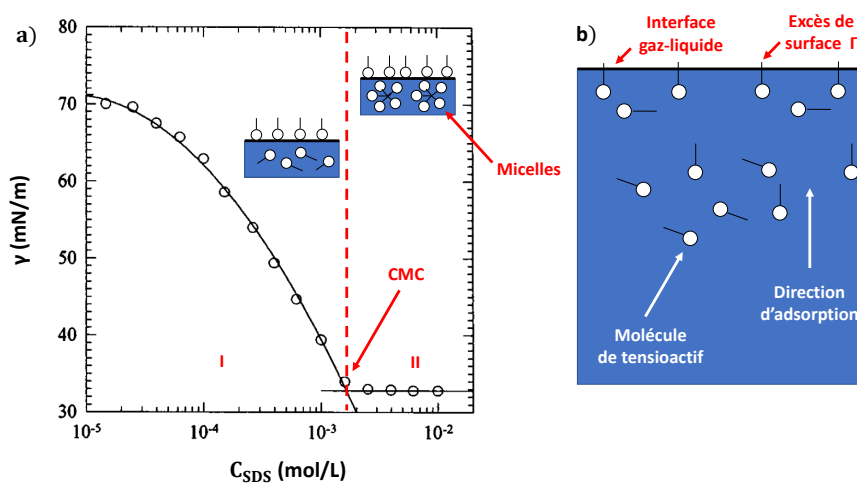 a)
80
70
60
50
40
30
γ (mN/m)
10⁻⁵
10⁻⁴
10⁻³
10⁻²
C_SDS (mol/L)
Micelles
CMC
I
II
b)
Interface
gaz-liquide
Excès de
surface Γ
Molécule
de tensioactif
Direction
d'adsorption